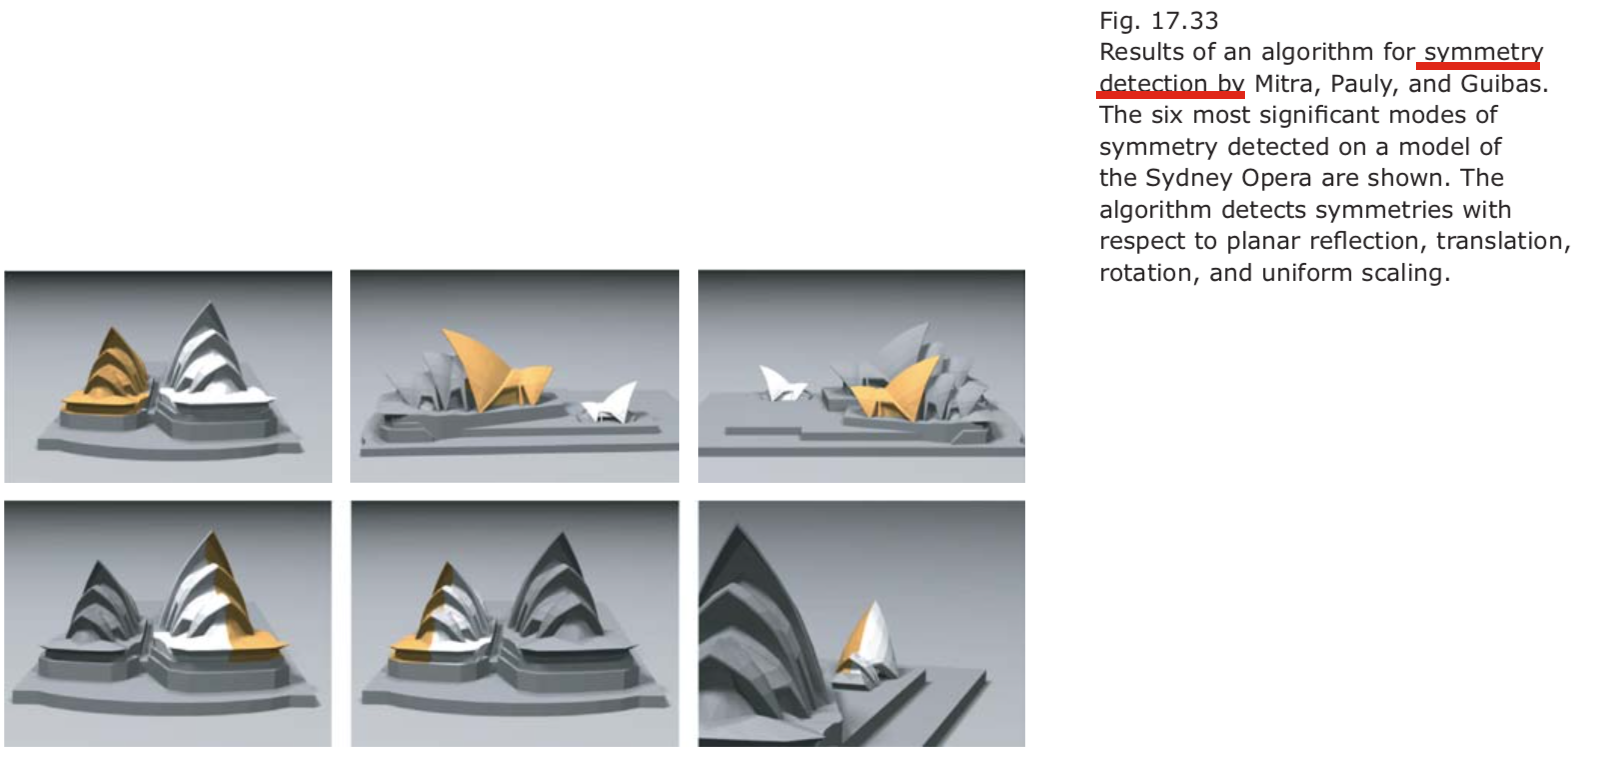 Fig. 17.33
Results of an algorithm for symmetry
detection by Mitra, Pauly, and Guibas.
The six most significant modes of
symmetry detected on a model of
the Sydney Opera are shown. The
algorithm detects symmetries with
respect to planar reflection, translation,
rotation, and uniform scaling.